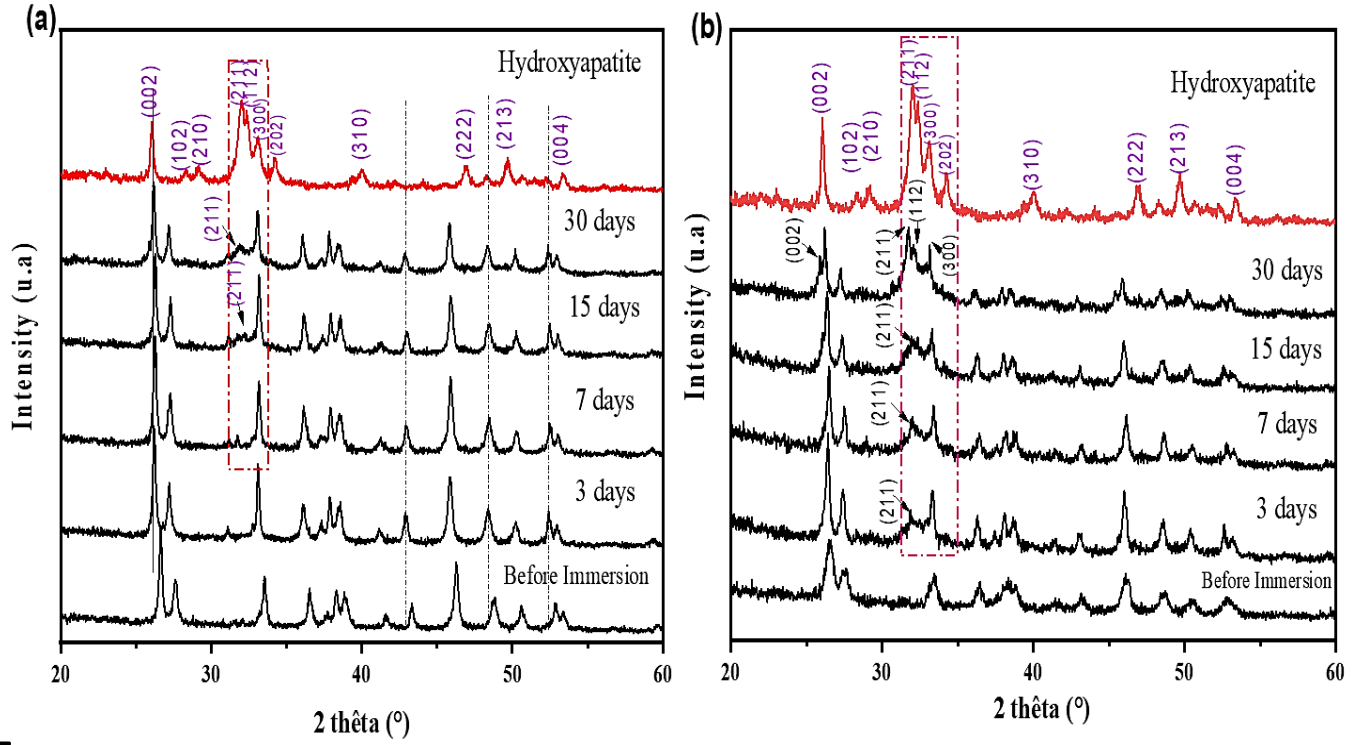 (a)
Intensity (u.a)
Hydroxyapatite
(002)
(102)
(210)
(211)
(112)
(300)
(202)
(310)
(222)
(213)
(004)
30 days
(211)
15 days
(211)
7 days
3 days
Before Immersion
20 30 40 50 60
2 thêta (°)
(b)
Intensity (u.a)
Hydroxyapatite
(002)
(102)
(210)
(211)
(112)
(300)
(202)
(310)
(222)
(213)
(004)
30 days
(002)
(211)
(112)
(300)
15 days
(211)
7 days
(211)
3 days
(211)
Before Immersion
20 30 40 50 60
2 thêta (°)